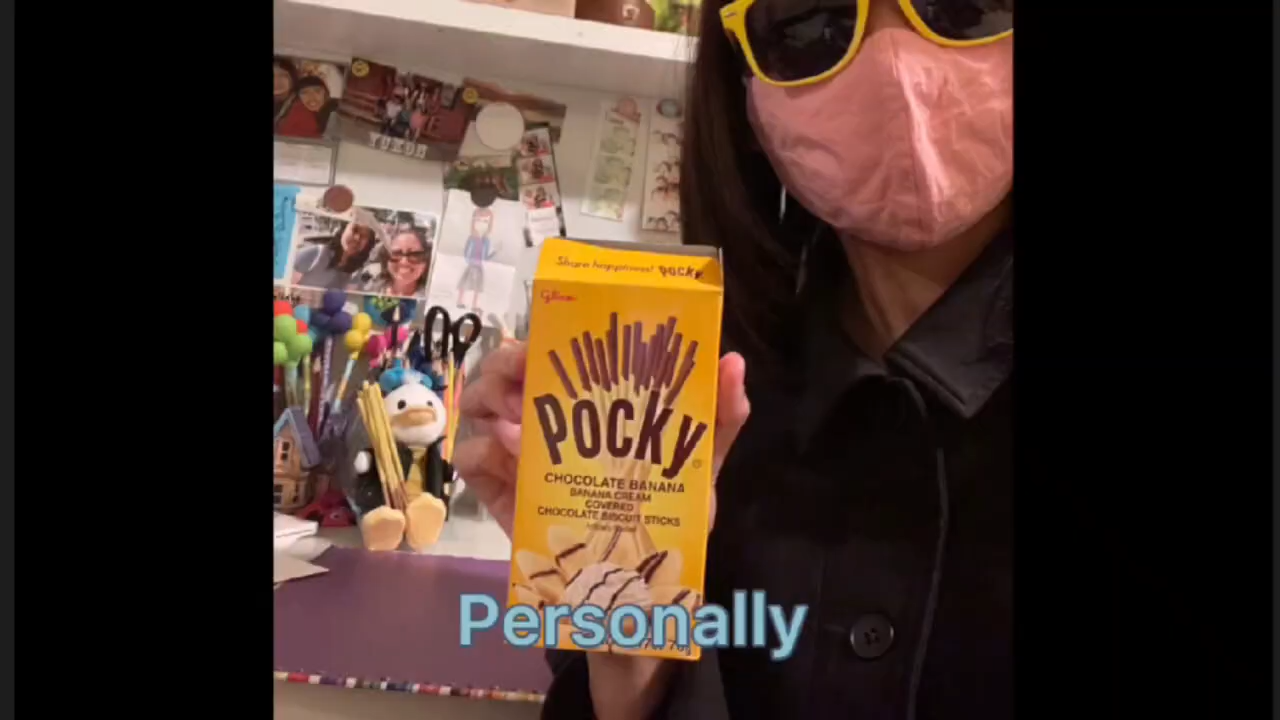 Share happiness! Pocky
Glico
Pocky
CHOCOLATE BANANA
BANANA CREAM
COVERED
CHOCOLATE BISCUIT STICKS
Personally